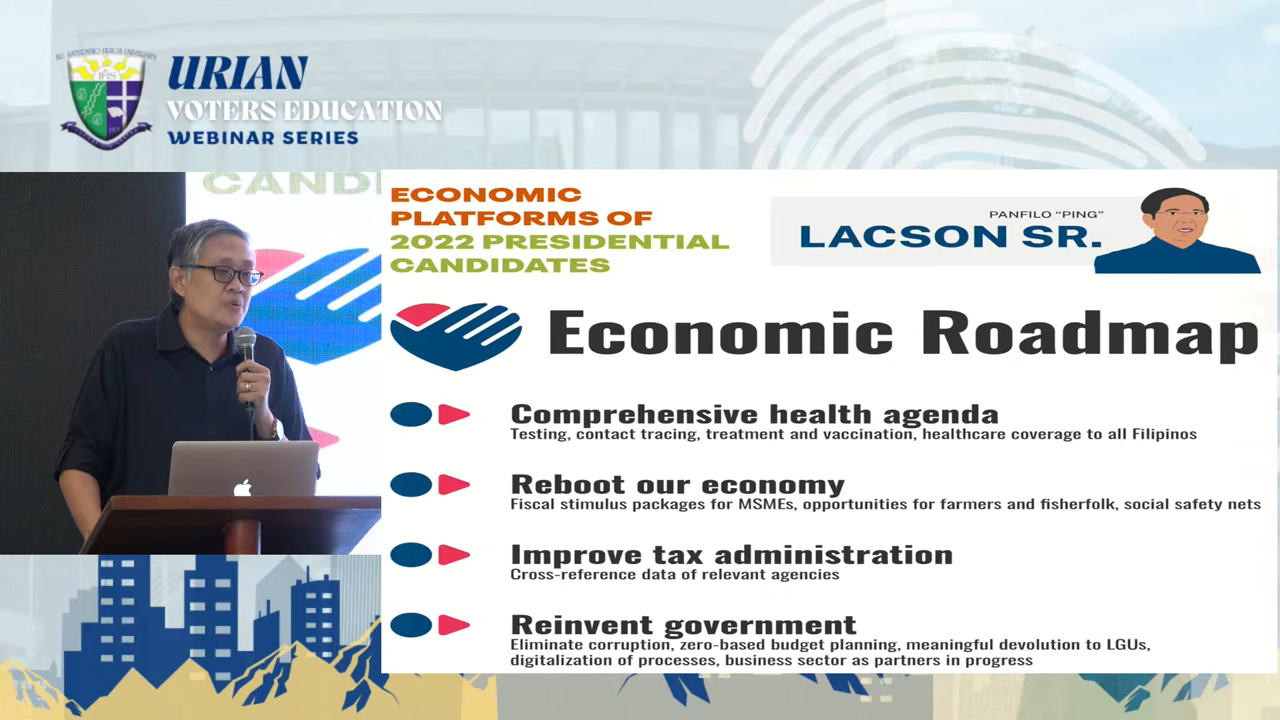 URIAN
VOTERS EDUCATION
WEBINAR SERIES
CANDI
ECONOMIC
PLATFORMS OF
2022 PRESIDENTIAL
CANDIDATES
PANFILO “PING”
LACSON SR.
Economic Roadmap
Comprehensive health agenda
Testing, contact tracing, treatment and vaccination, healthcare coverage to all Filipinos
Reboot our economy
Fiscal stimulus packages for MSMEs, opportunities for farmers and fisherfolk, social safety nets
Improve tax administration
Cross-reference data of relevant agencies
Reinvent government
Eliminate corruption, zero-based budget planning, meaningful devolution to LGUs,
digitalization of processes, business sector as partners in progress